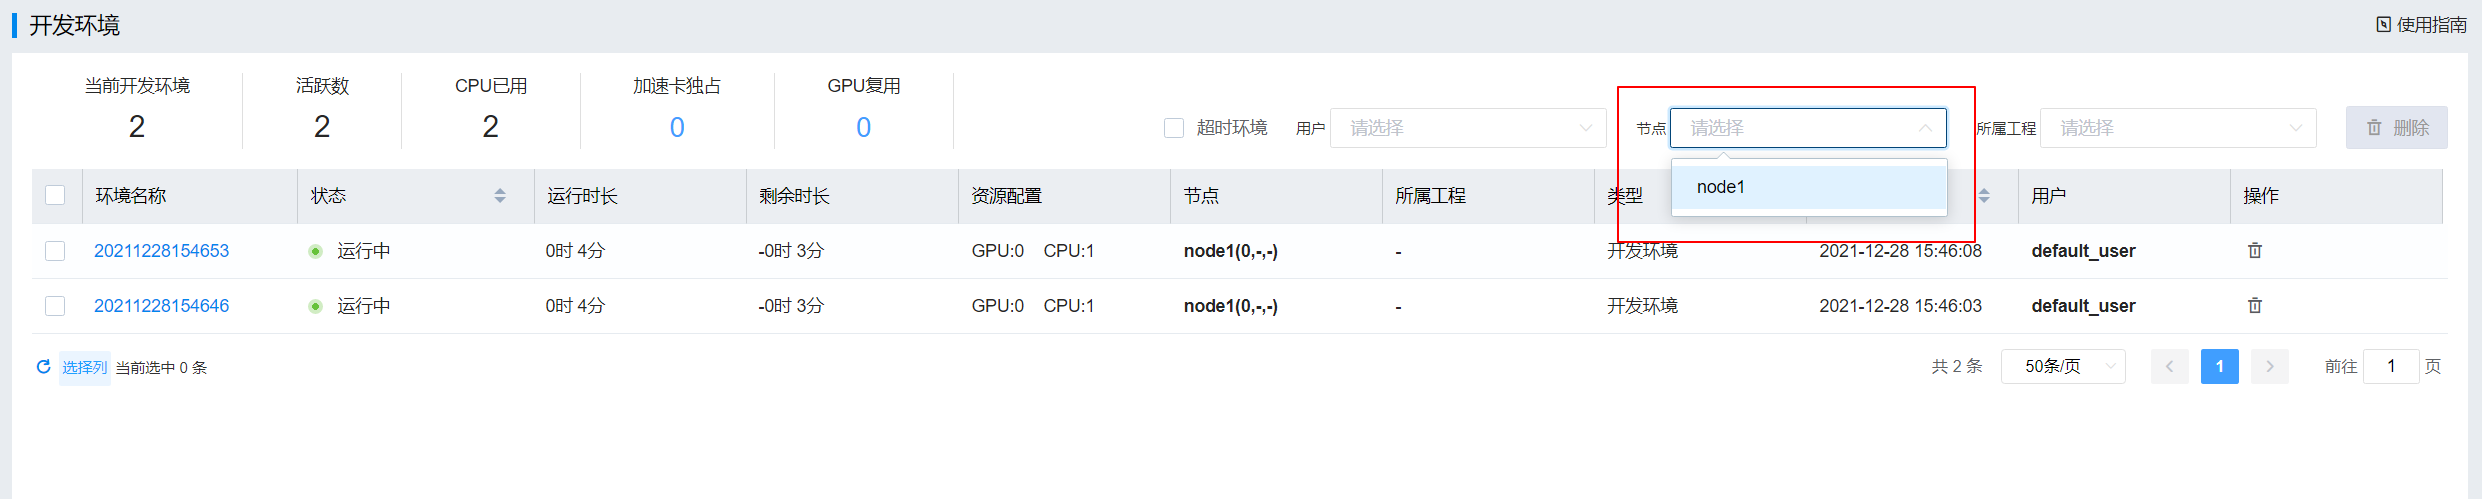 开发环境
使用指南
当前开发环境 活跃数 CPU已用 加速卡独占 GPU复用
2 2 2 0 0
超时环境 用户 请选择 节点 请选择 所属工程 请选择 删除
node1
环境名称 状态 运行时长 剩余时长 资源配置 节点 所属工程 类型 用户 操作
20211228154653 运行中 0时 4分 -0时 3分 GPU:0 CPU:1 node1(0,-,-) - 开发环境 2021-12-28 15:46:08 default_user
20211228154646 运行中 0时 4分 -0时 3分 GPU:0 CPU:1 node1(0,-,-) - 开发环境 2021-12-28 15:46:03 default_user
选择列 当前选中 0 条 共 2 条 50条/页 1 前往 1 页